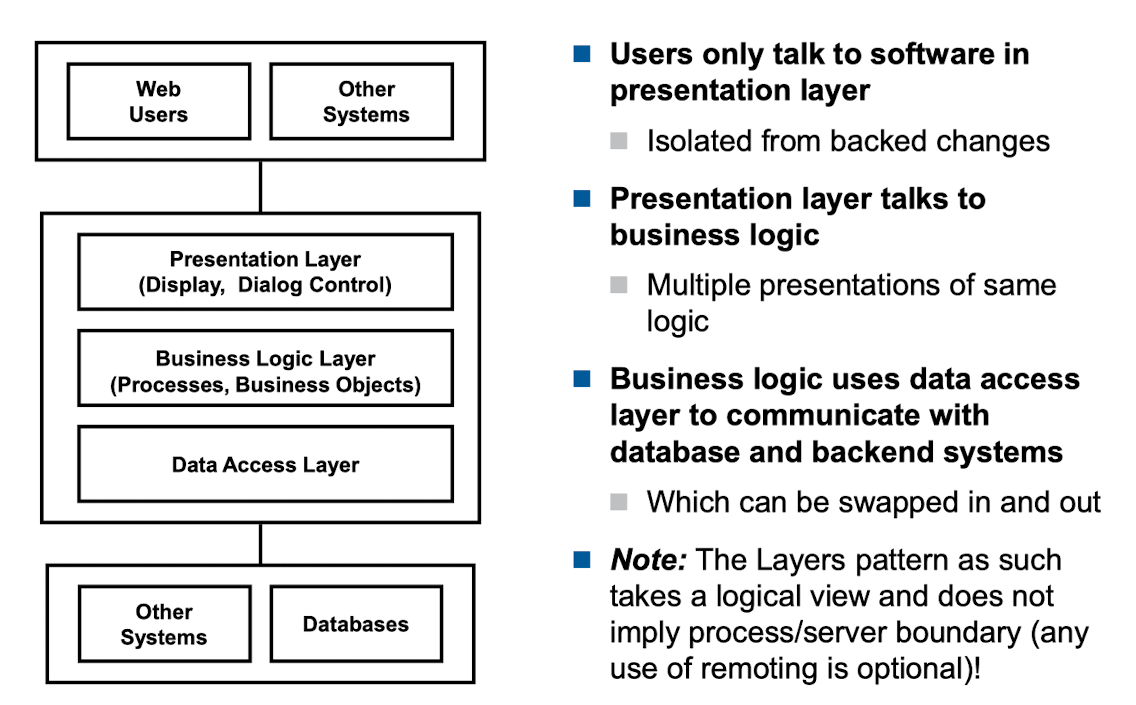 Web
Users
Other
Systems
Presentation Layer
(Display, Dialog Control)
Business Logic Layer
(Processes, Business Objects)
Data Access Layer
Other
Systems
Databases
Users only talk to software in
presentation layer
Isolated from backed changes
Presentation layer talks to
business logic
Multiple presentations of same
logic
Business logic uses data access
layer to communicate with
database and backend systems
Which can be swapped in and out
Note: The Layers pattern as such
takes a logical view and does not
imply process/server boundary (any
use of remoting is optional)!